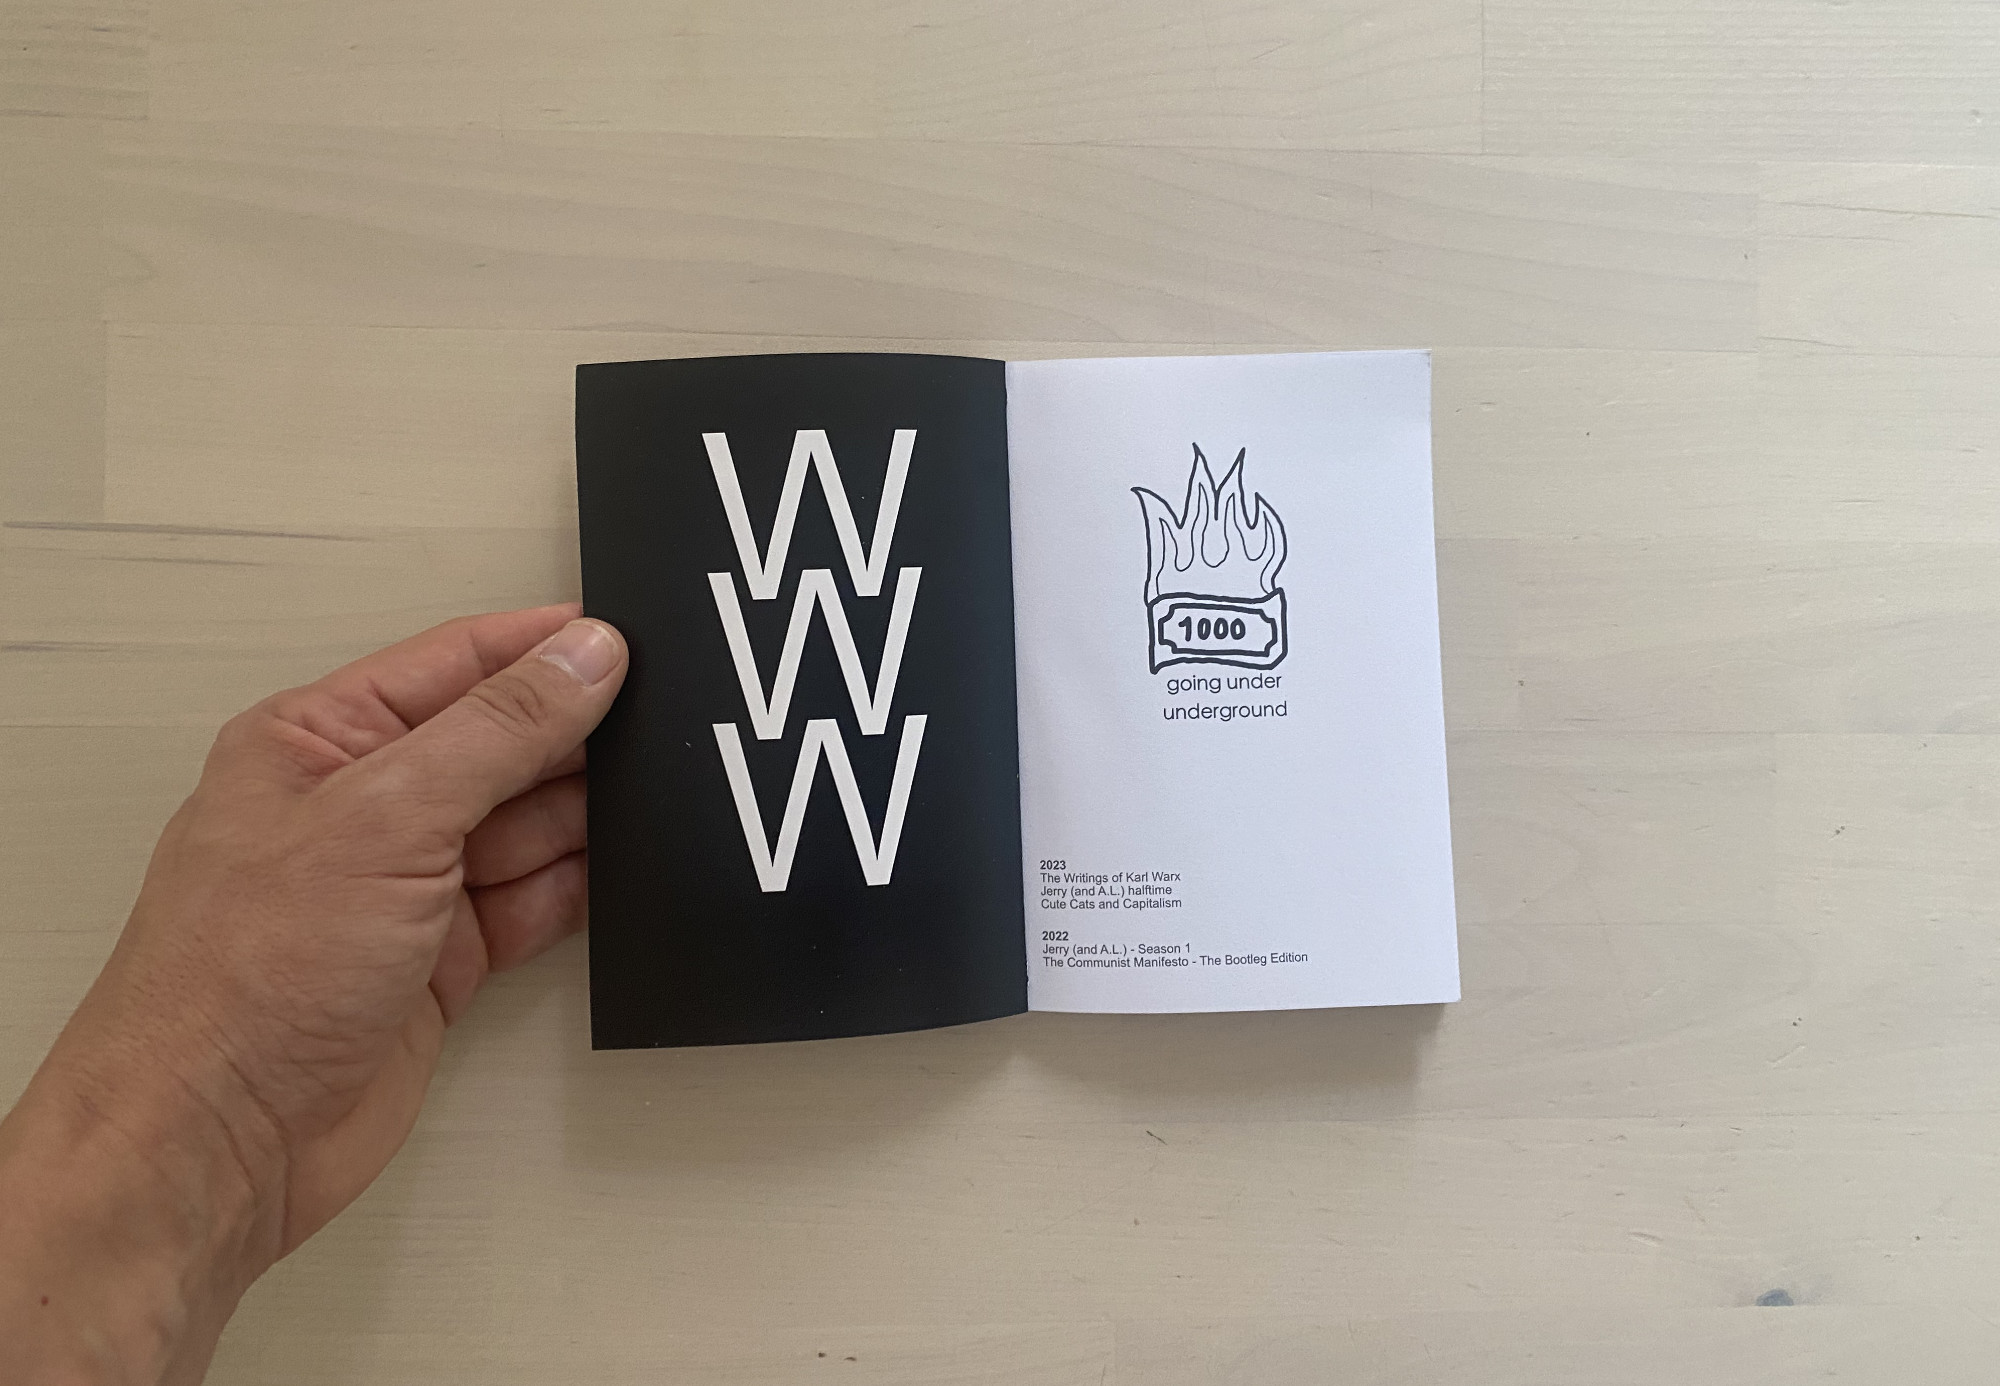 W
W
W
1000
going under
underground
2023
The Writings of Karl Warx
Jerry (and A.L.) halftime
Cute Cats and Capitalism
2022
Jerry (and A.L.) - Season 1
The Communist Manifesto - The Bootleg Edition